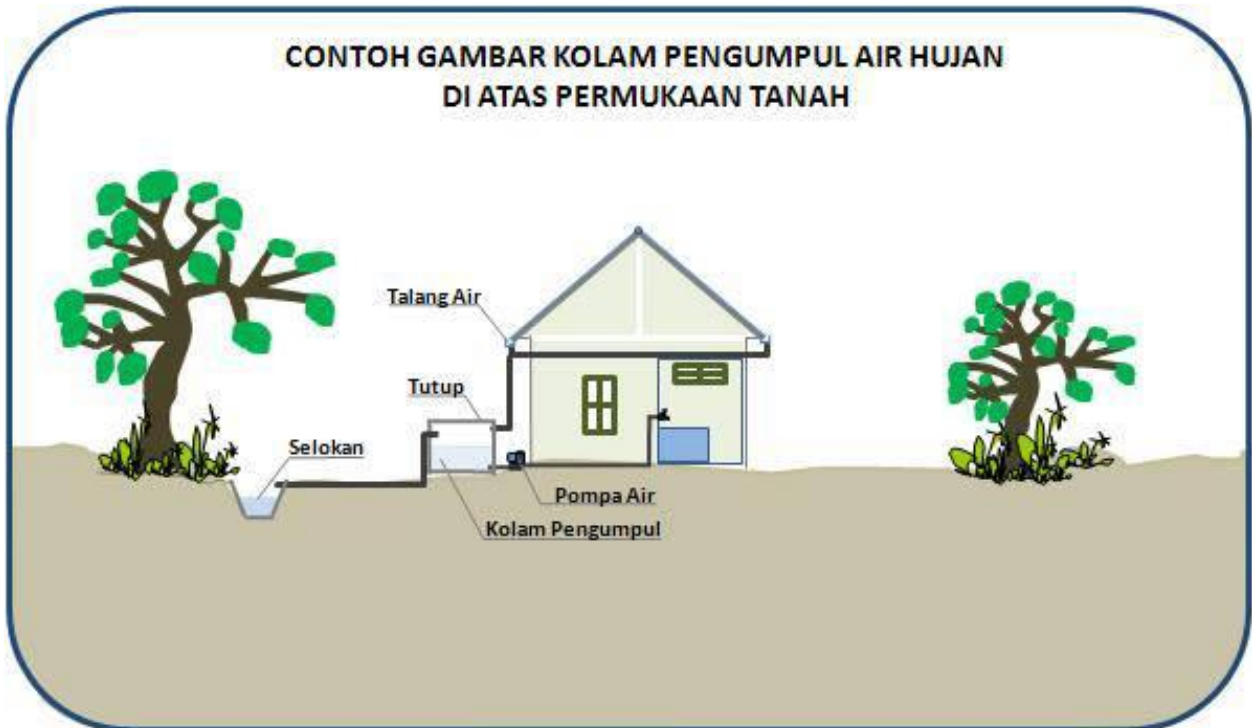 CONTOH GAMBAR KOLAM PENGUMPUL AIR HUJAN
DI ATAS PERMUKAAN TANAH
Talang Air
Tutup
Selokan
Pompa Air
Kolam Pengumpul